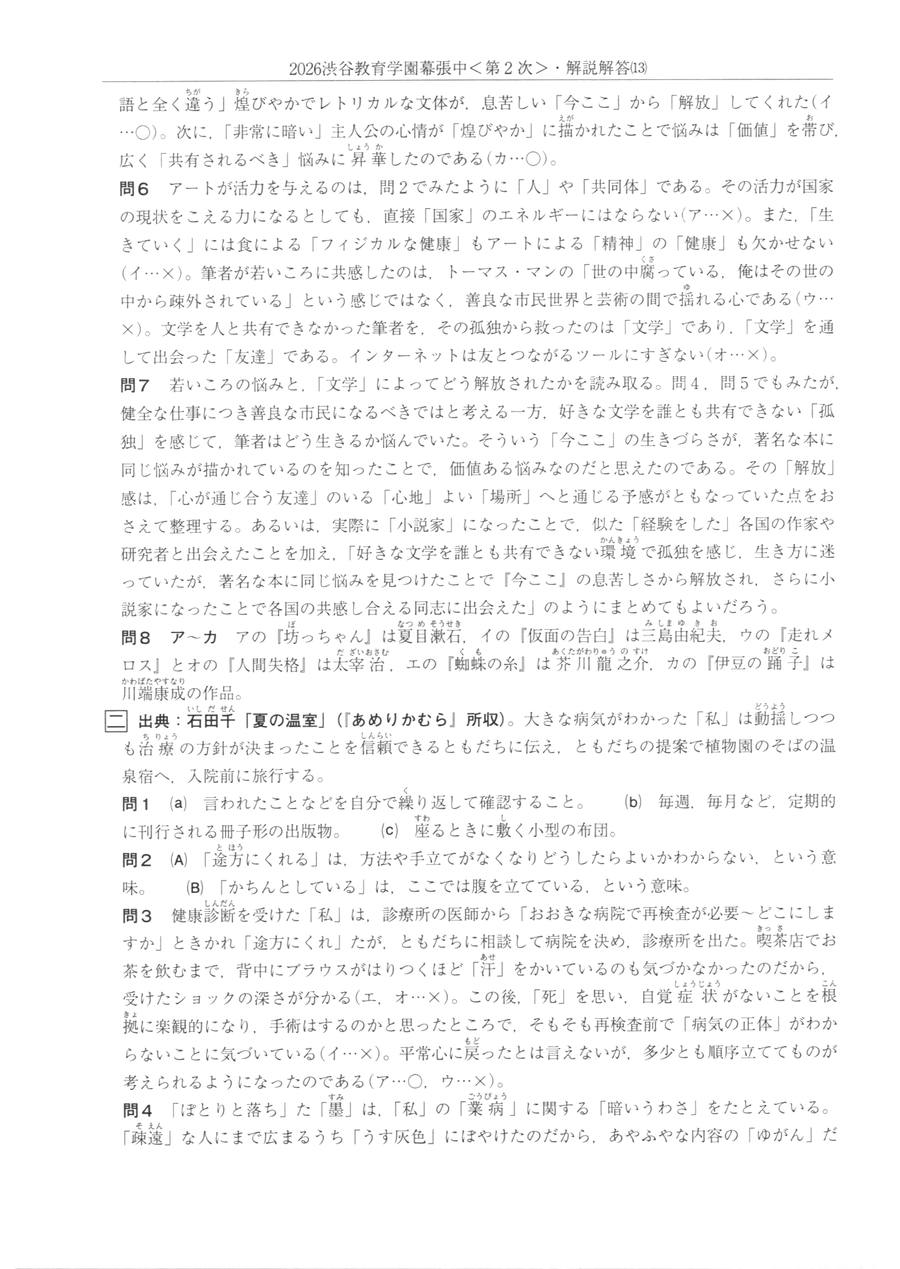 2026渋谷教育学園幕張中＜第２次＞・解説解答⒀
語と全く違う」煌びやかでレトリカルな文体が，息苦しい「今ここ」から「解放」してくれた(イ
…○)。次に，「非常に暗い」主人公の心情が「煌びやか」に描かれたことで悩みは「価値」を帯び，
広く「共有されるべき」悩みに昇華したのである(カ…○)。
問６　アートが活力を与えるのは，問２でみたように「人」や「共同体」である。その活力が国家
の現状をこえる力になるとしても，直接「国家」のエネルギーにはならない(ア…×)。また，「生
きていく」には食による「フィジカルな健康」もアートによる「精神」の「健康」も欠かせない
(イ…×)。筆者が若いころに共感したのは，トーマス・マンの「世の中腐っている，俺はその世の
中から疎外されている」という感じではなく，善良な市民世界と芸術の間で揺れる心である(ウ…
×)。文学を人と共有できなかった筆者を，その孤独から救ったのは「文学」であり，「文学」を通
して出会った「友達」である。インターネットは友とつながるツールにすぎない(オ…×)。
問７　若いころの悩みと，「文学」によってどう解放されたかを読み取る。問４，問５でもみたが，
健全な仕事につき善良な市民になるべきではと考える一方，好きな文学を誰とも共有できない「孤
独」を感じて，筆者はどう生きるか悩んでいた。そういう「今ここ」の生きづらさが，著名な本に
同じ悩みが描かれているのを知ったことで，価値ある悩みなのだと思えたのである。その「解放」
感は，「心が通じ合う友達」のいる「心地」よい「場所」へと通じる予感がともなっていた点をお
さえて整理する。あるいは，実際に「小説家」になったことで，似た「経験をした」各国の作家や
研究者と出会えたことを加え，「好きな文学を誰とも共有できない環境で孤独を感じ，生き方に迷
っていたが，著名な本に同じ悩みを見つけたことで『今ここ』の息苦しさから解放され，さらに小
説家になったことで各国の共感し合える同志に出会えた」のようにまとめてもよいだろう。
問８　ア～カ　アの『坊っちゃん』は夏目漱石，イの『仮面の告白』は三島由紀夫，ウの『走れメ
ロス』とオの『人間失格』は太宰治，エの『蜘蛛の糸』は芥川龍之介，カの『伊豆の踊子』は
川端康成の作品。
二　出典：石田千「夏の温室」(『あめりかむら』所収)。大きな病気がわかった「私」は動揺しつつ
も治療の方針が決まったことを信頼できるともだちに伝え，ともだちの提案で植物園のそばの温
泉宿へ，入院前に旅行する。
問１　(a)　言われたことなどを自分で繰り返して確認すること。　　(b)　毎週，毎月など，定期的
に刊行される冊子形の出版物。　　(c)　座るときに敷く小型の布団。
問２　(A)　「途方にくれる」は，方法や手立てがなくなりどうしたらよいかわからない，という意
味。　　(B)　「かちんとしている」は，ここでは腹を立てている，という意味。
問３　健康診断を受けた「私」は，診療所の医師から「おおきな病院で再検査が必要～どこにしま
すか」ときかれ「途方にくれ」たが，ともだちに相談して病院を決め，診療所を出た。喫茶店でお
茶を飲むまで，背中にブラウスがはりつくほど「汗」をかいているのも気づかなかったのだから，
受けたショックの深さが分かる(エ，オ…×)。この後，「死」を思い，自覚症状がないことを根
拠に楽観的になり，手術はするのかと思ったところで，そもそも再検査前で「病気の正体」がわか
らないことに気づいている(イ…×)。平常心に戻ったとは言えないが，多少とも順序立ててものが
考えられるようになったのである(ア…○，ウ…×)。
問４　「ぽとりと落ち」た「墨」は，「私」の「業病」に関する「暗いうわさ」をたとえている。
「疎遠」な人にまで広まるうち「うす灰色」にぼやけたのだから，あやふやな内容の「ゆがん」だ